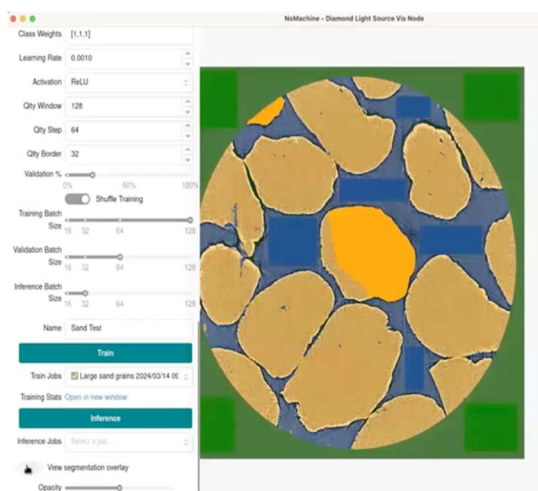 NoMachine - Diamond Light Source Vis Node
Class Weights [1,1,1]
Learning Rate 0.0010
Activation ReLU
Qlty Window 128
Qlty Step 64
Qlty Border 32
Validation %
0% 50% 100%
Shuffle Training
Training Batch
Size
16 32 64 128
Validation Batch
Size
16 32 64 128
Inference Batch
Size
16 32 64 128
Name Sand Test
Train
Train Jobs ✅ Large sand grains 2024/03/14
Training Stats Open in new window
Inference
Inference Jobs Select a job...
View segmentation overlay
Opacity